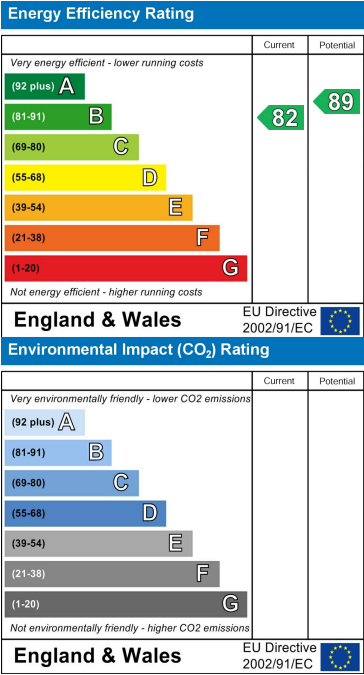 Energy Efficiency Rating
Current Potential
Very energy efficient - lower running costs
(92 plus) A
(81-91) B
82 89
(69-80) C
(55-68) D
(39-54) E
(21-38) F
(1-20) G
Not energy efficient - higher running costs
England & Wales
EU Directive
2002/91/EC
Environmental Impact (CO₂) Rating
Current Potential
Very environmentally friendly - lower CO2 emissions
(92 plus) A
(81-91) B
(69-80) C
(55-68) D
(39-54) E
(21-38) F
(1-20) G
Not environmentally friendly - higher CO2 emissions
England & Wales
EU Directive
2002/91/EC